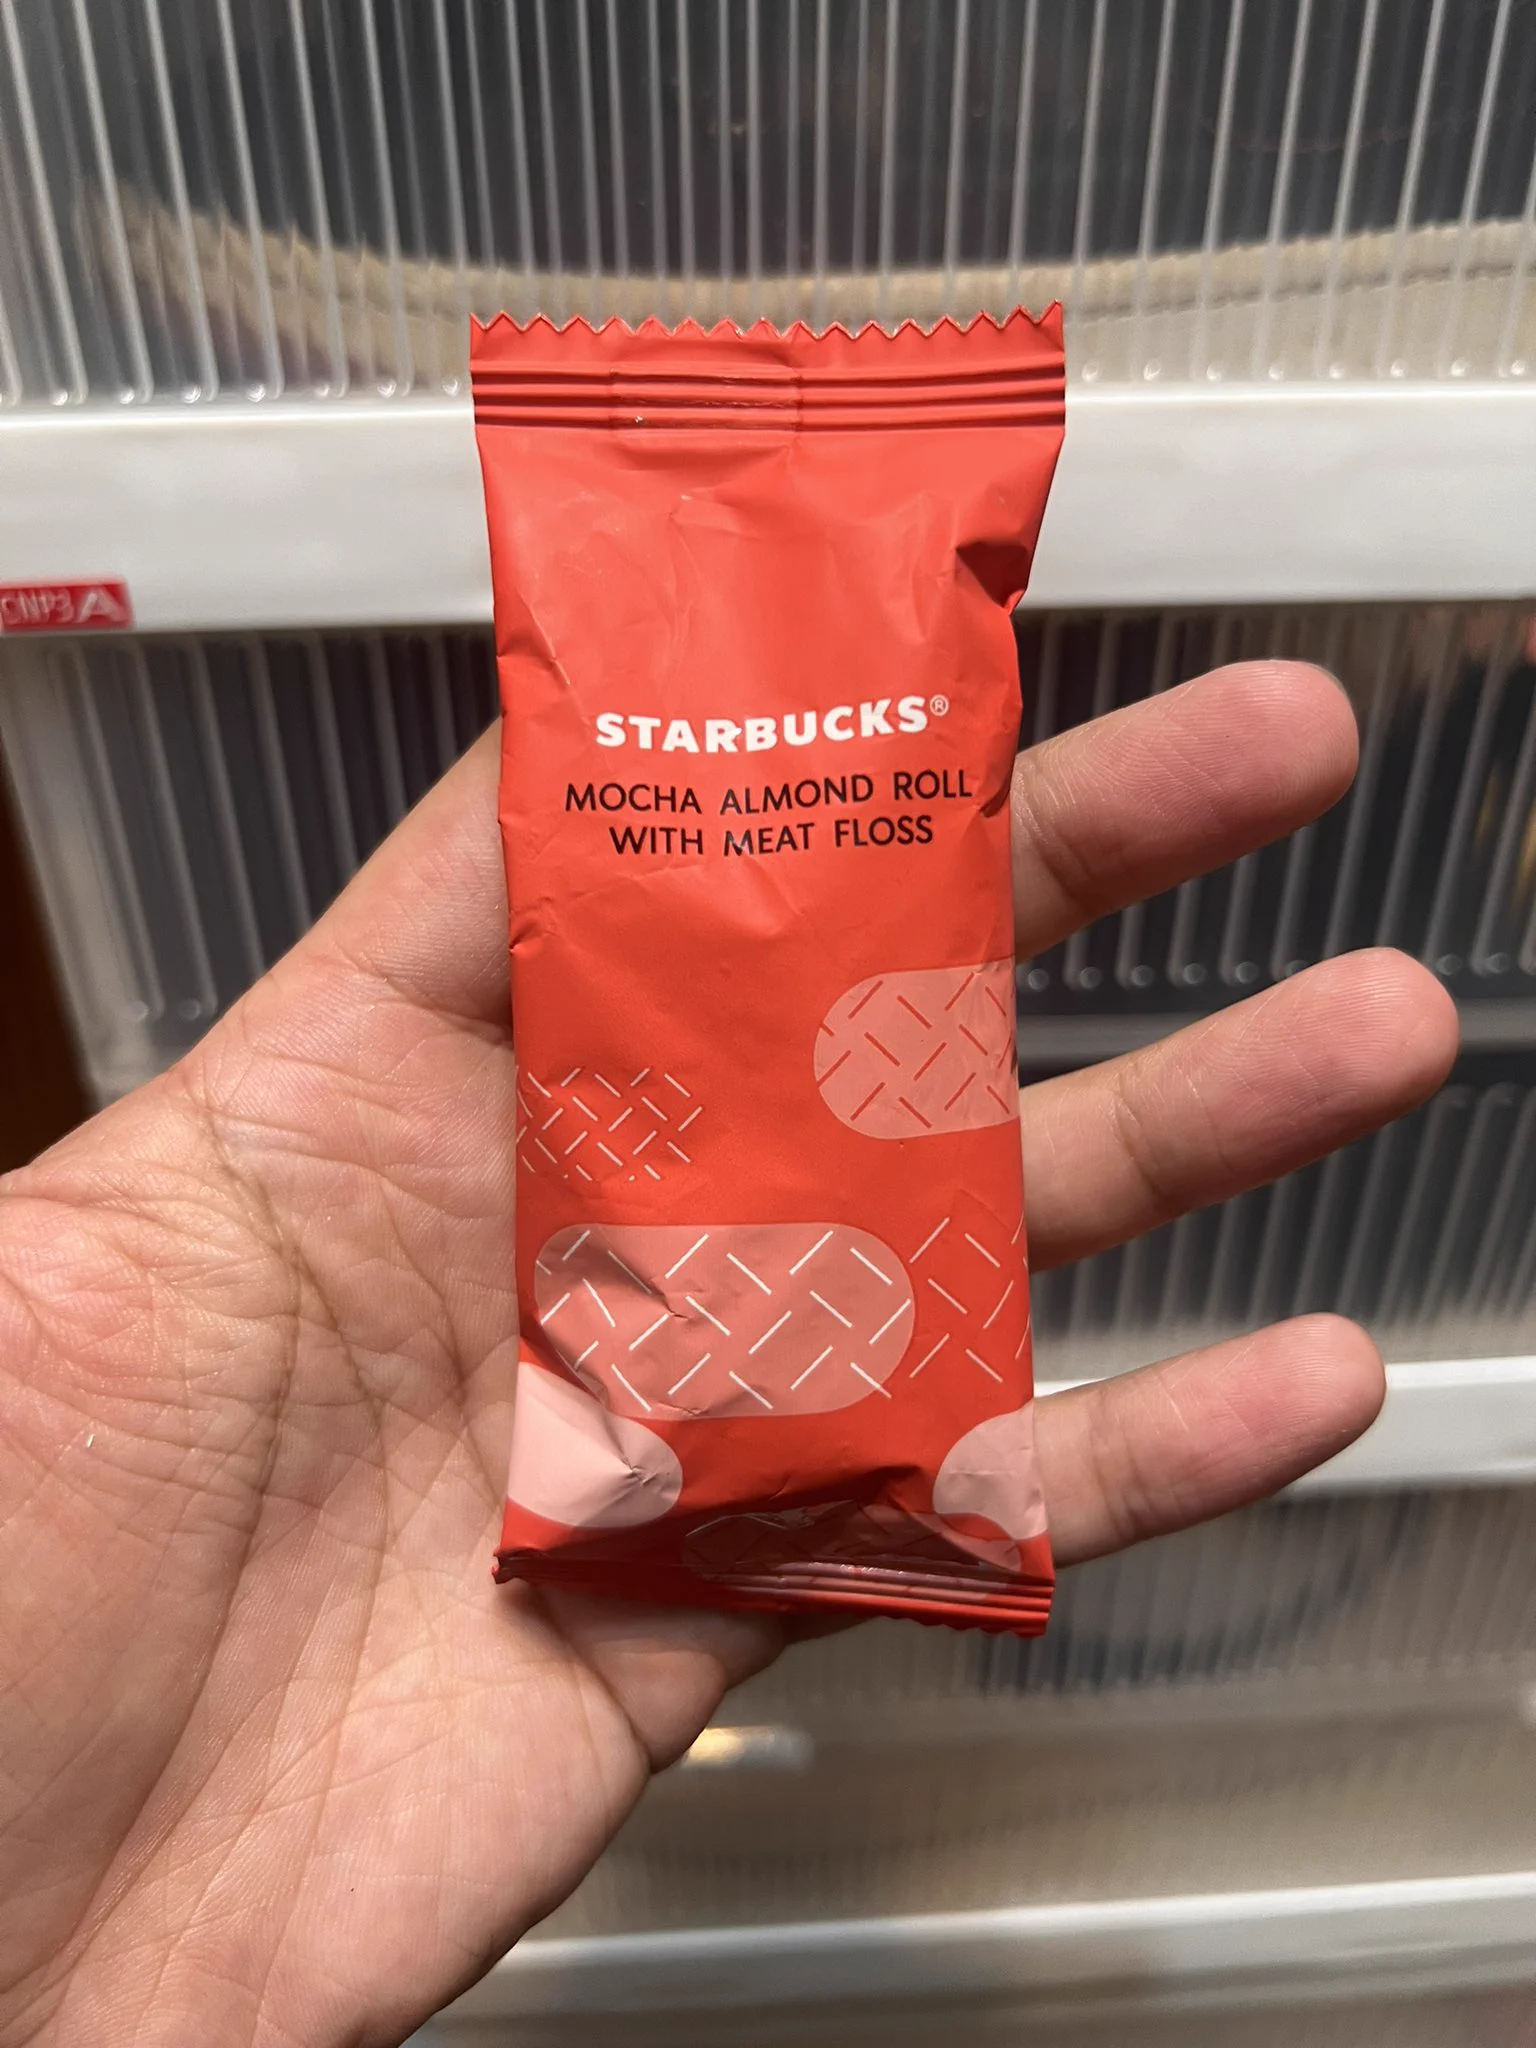 STARBUCKS®
MOCHA ALMOND ROLL
WITH MEAT FLOSS